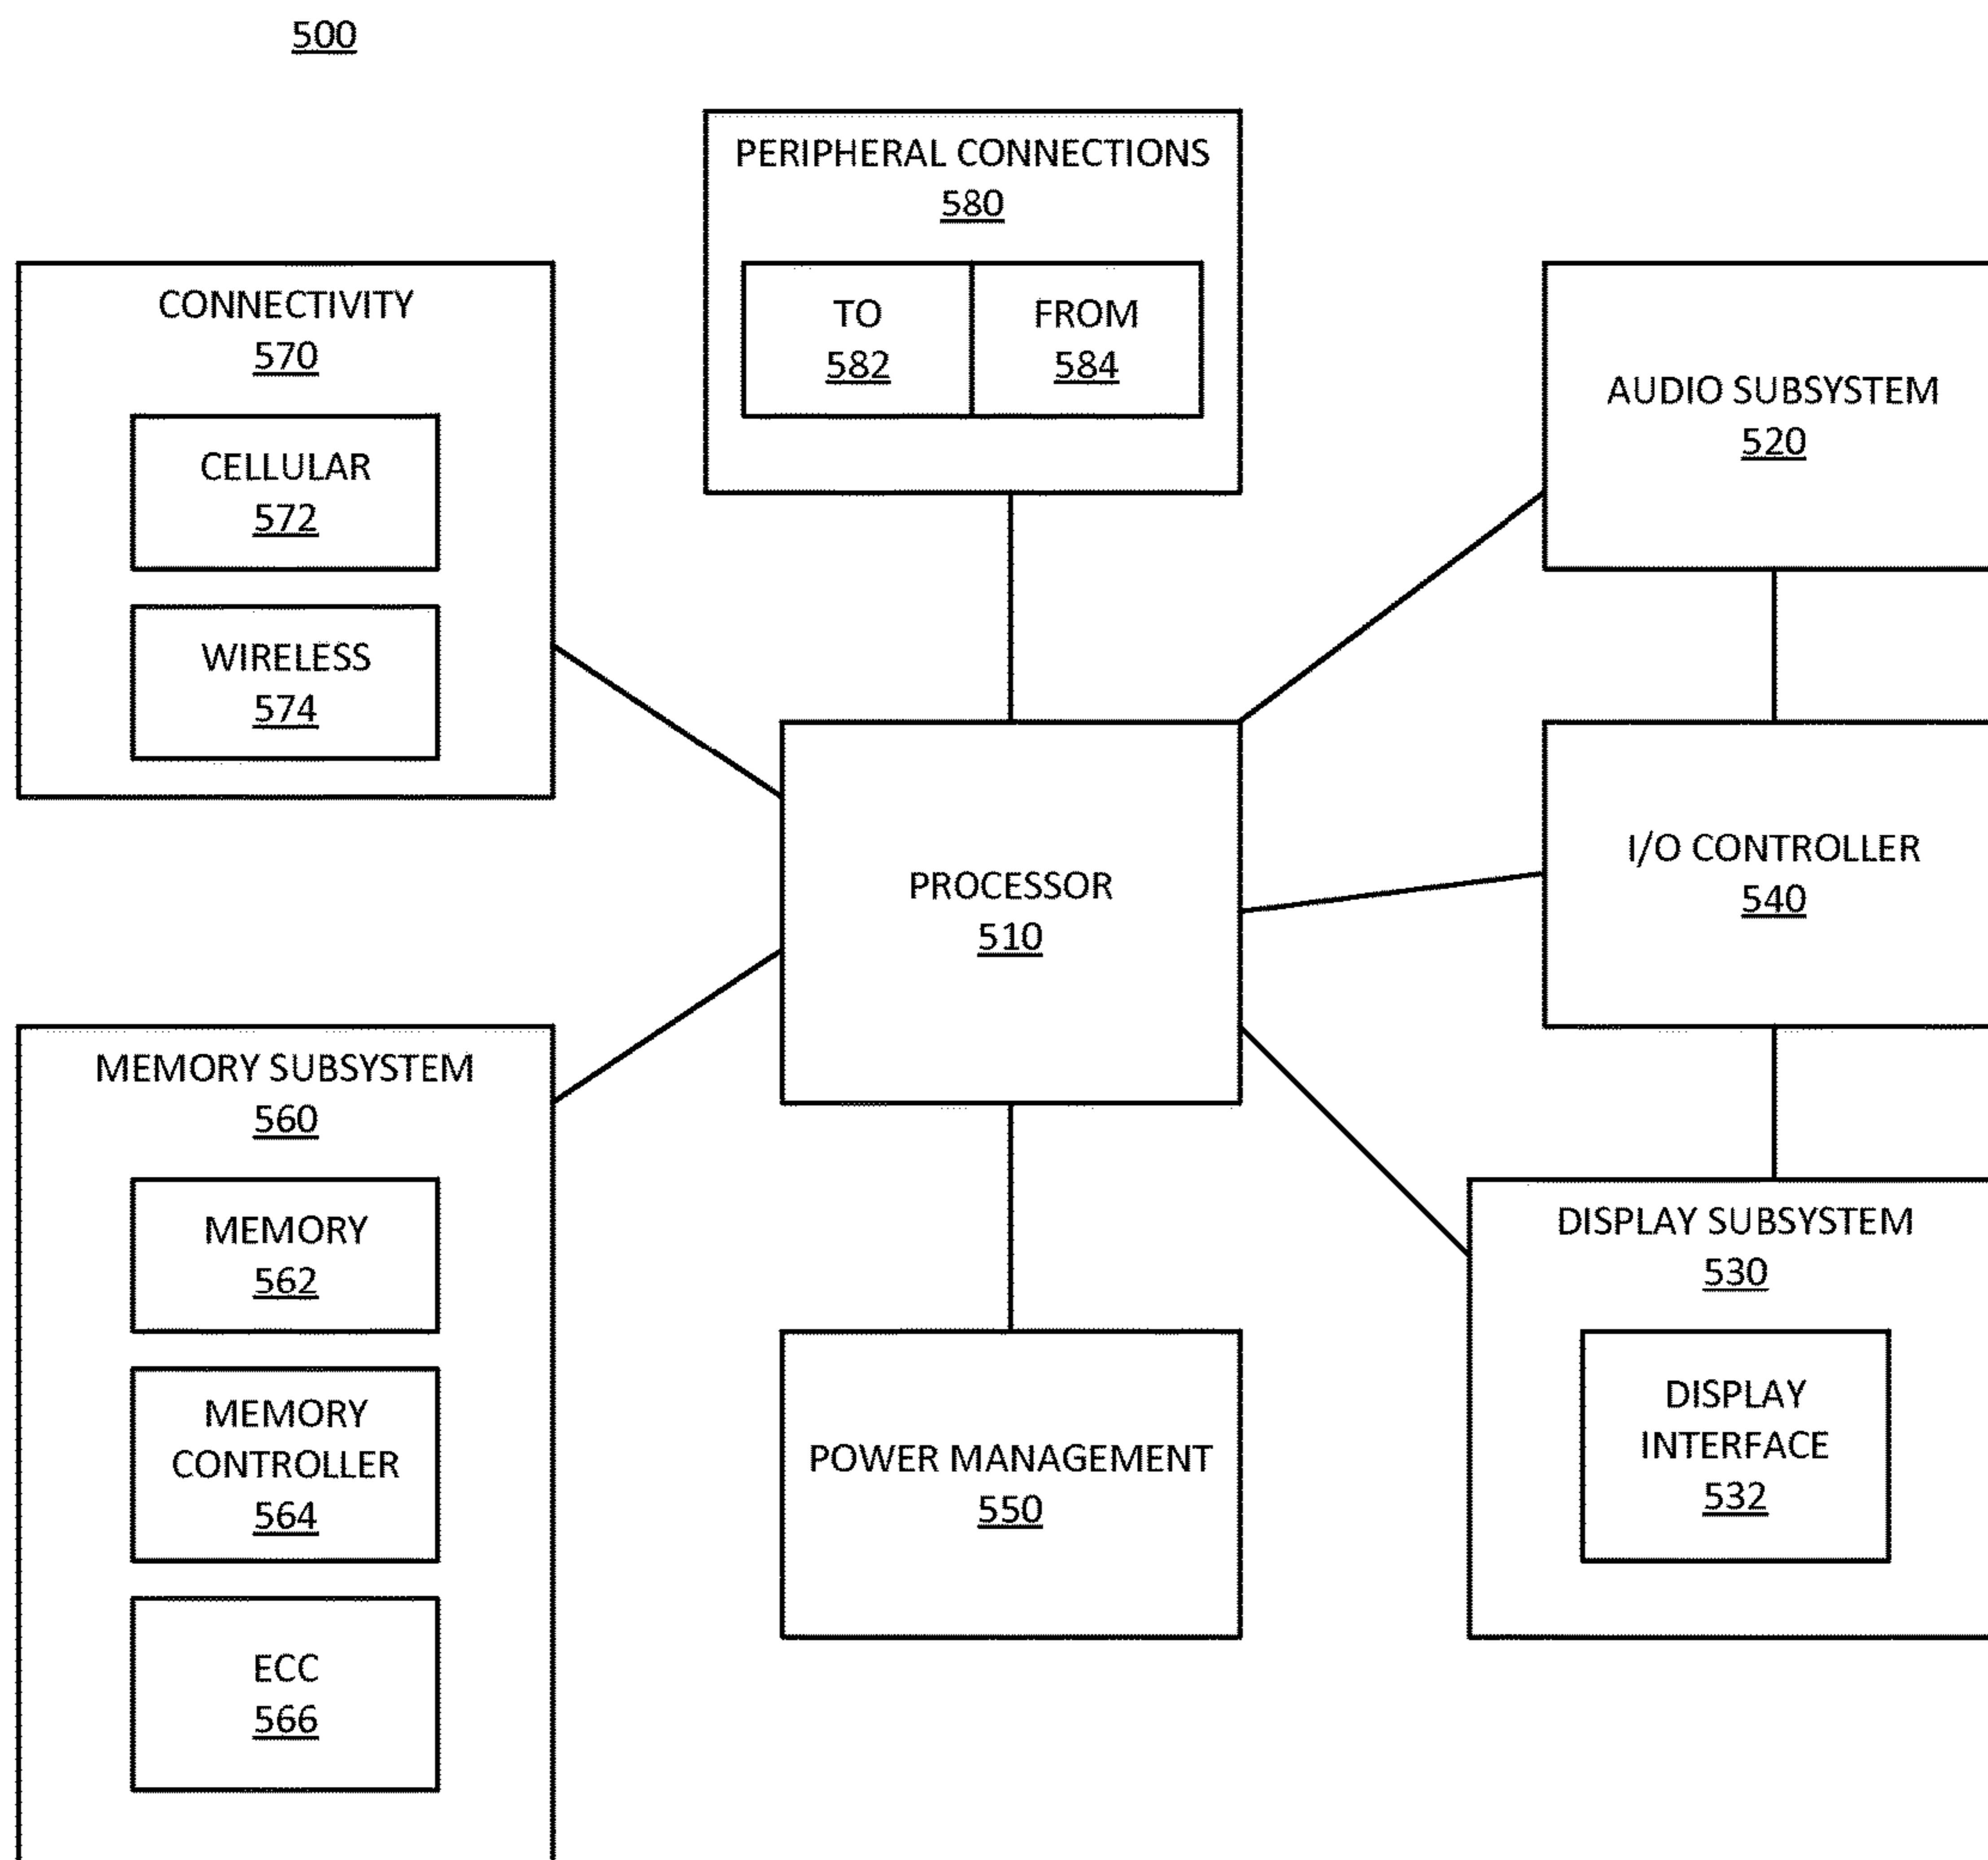 500
PERIPHERAL CONNECTIONS
580
TO
582
FROM
584
CONNECTIVITY
570
CELLULAR
572
WIRELESS
574
AUDIO SUBSYSTEM
520
PROCESSOR
510
I/O CONTROLLER
540
MEMORY SUBSYSTEM
560
MEMORY
562
MEMORY
CONTROLLER
564
ECC
566
POWER MANAGEMENT
550
DISPLAY SUBSYSTEM
530
DISPLAY
INTERFACE
532